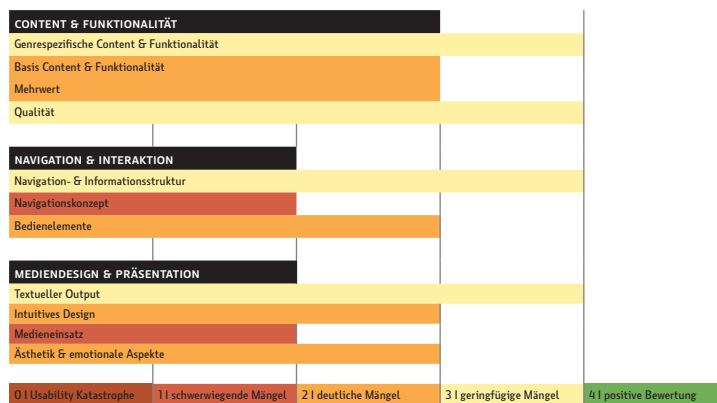 CONTENT & FUNKTIONALITÄT
Genrespezifische Content & Funktionalität
Basis Content & Funktionalität
Mehrwert
Qualität
NAVIGATION & INTERAKTION
Navigation- & Informationsstruktur
Navigationskonzept
Bedienelemente
MEDIENDESIGN & PRÄSENTATION
Textueller Output
Intuitives Design
Medieneinsatz
Ästhetik & emotionale Aspekte
0 I Usability Katastrophe 1 I schwerwiegende Mängel 2 I deutliche Mängel 3 I geringfügige Mängel 4 I positive Bewertung